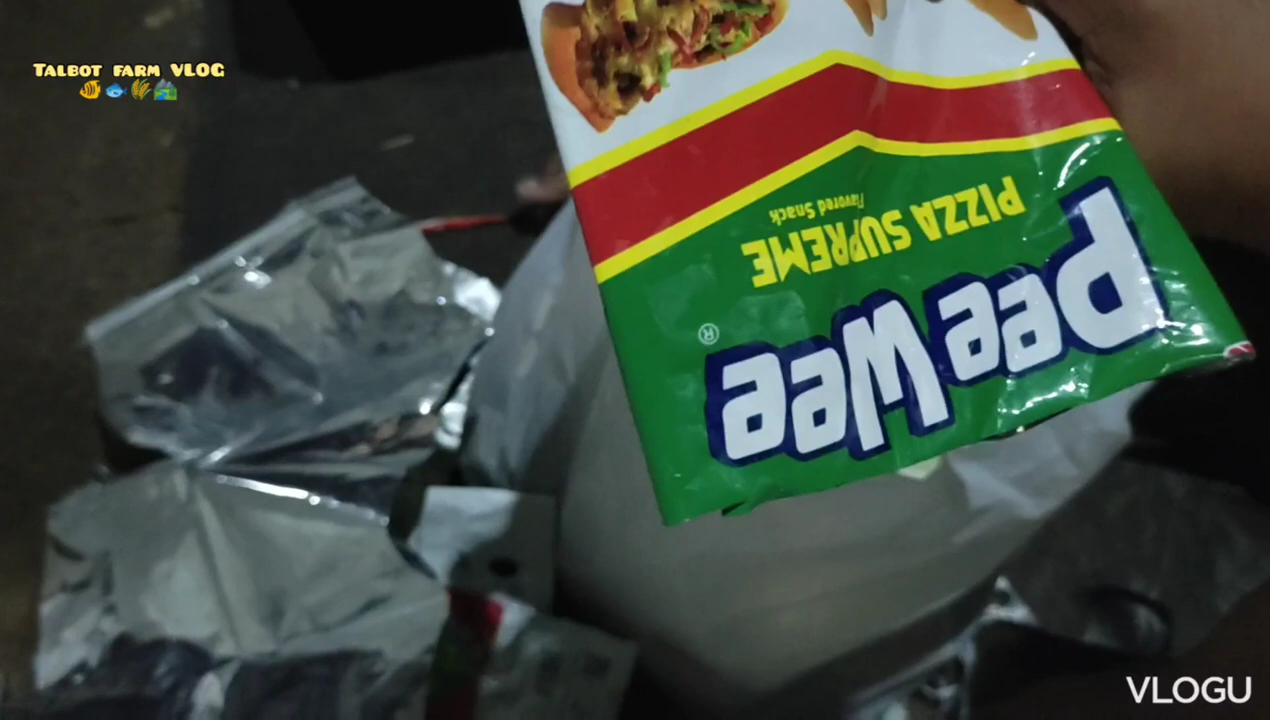 TALBOT FARM VLOG
Pee Wee
®
PIZZA SUPREME
Flavored Snack
VLOGU